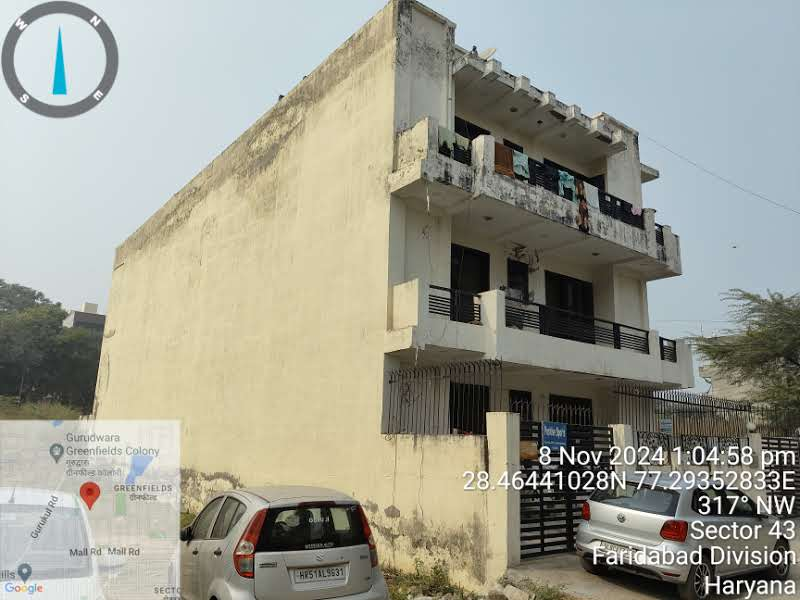 N
W
E
S
HR51AL9631
8 Nov 2024 1:04:58 pm
28.46441028N 77.29352833E
317° NW
Sector 43
Faridabad Division
Haryana
Gurudwara
Greenfields Colony
गुरुद्वारा
ग्रीनफील्ड कॉलोनी
GREENFIELDS
ग्रीनफील्ड
Gurukul Rd
Mall Rd Mall Rd
Google